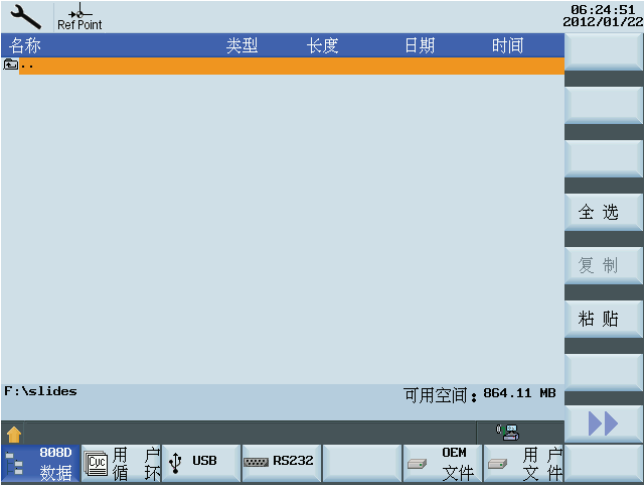 06:24:51
Ref Point
2012/01/22
名称 类型 长度 日期 时间
..
全选
复制
粘贴
F:\slides 可用空间：864.11 MB
808D 数据
Cyc 用户循环
USB
RS232
OEM 文件
用户文件